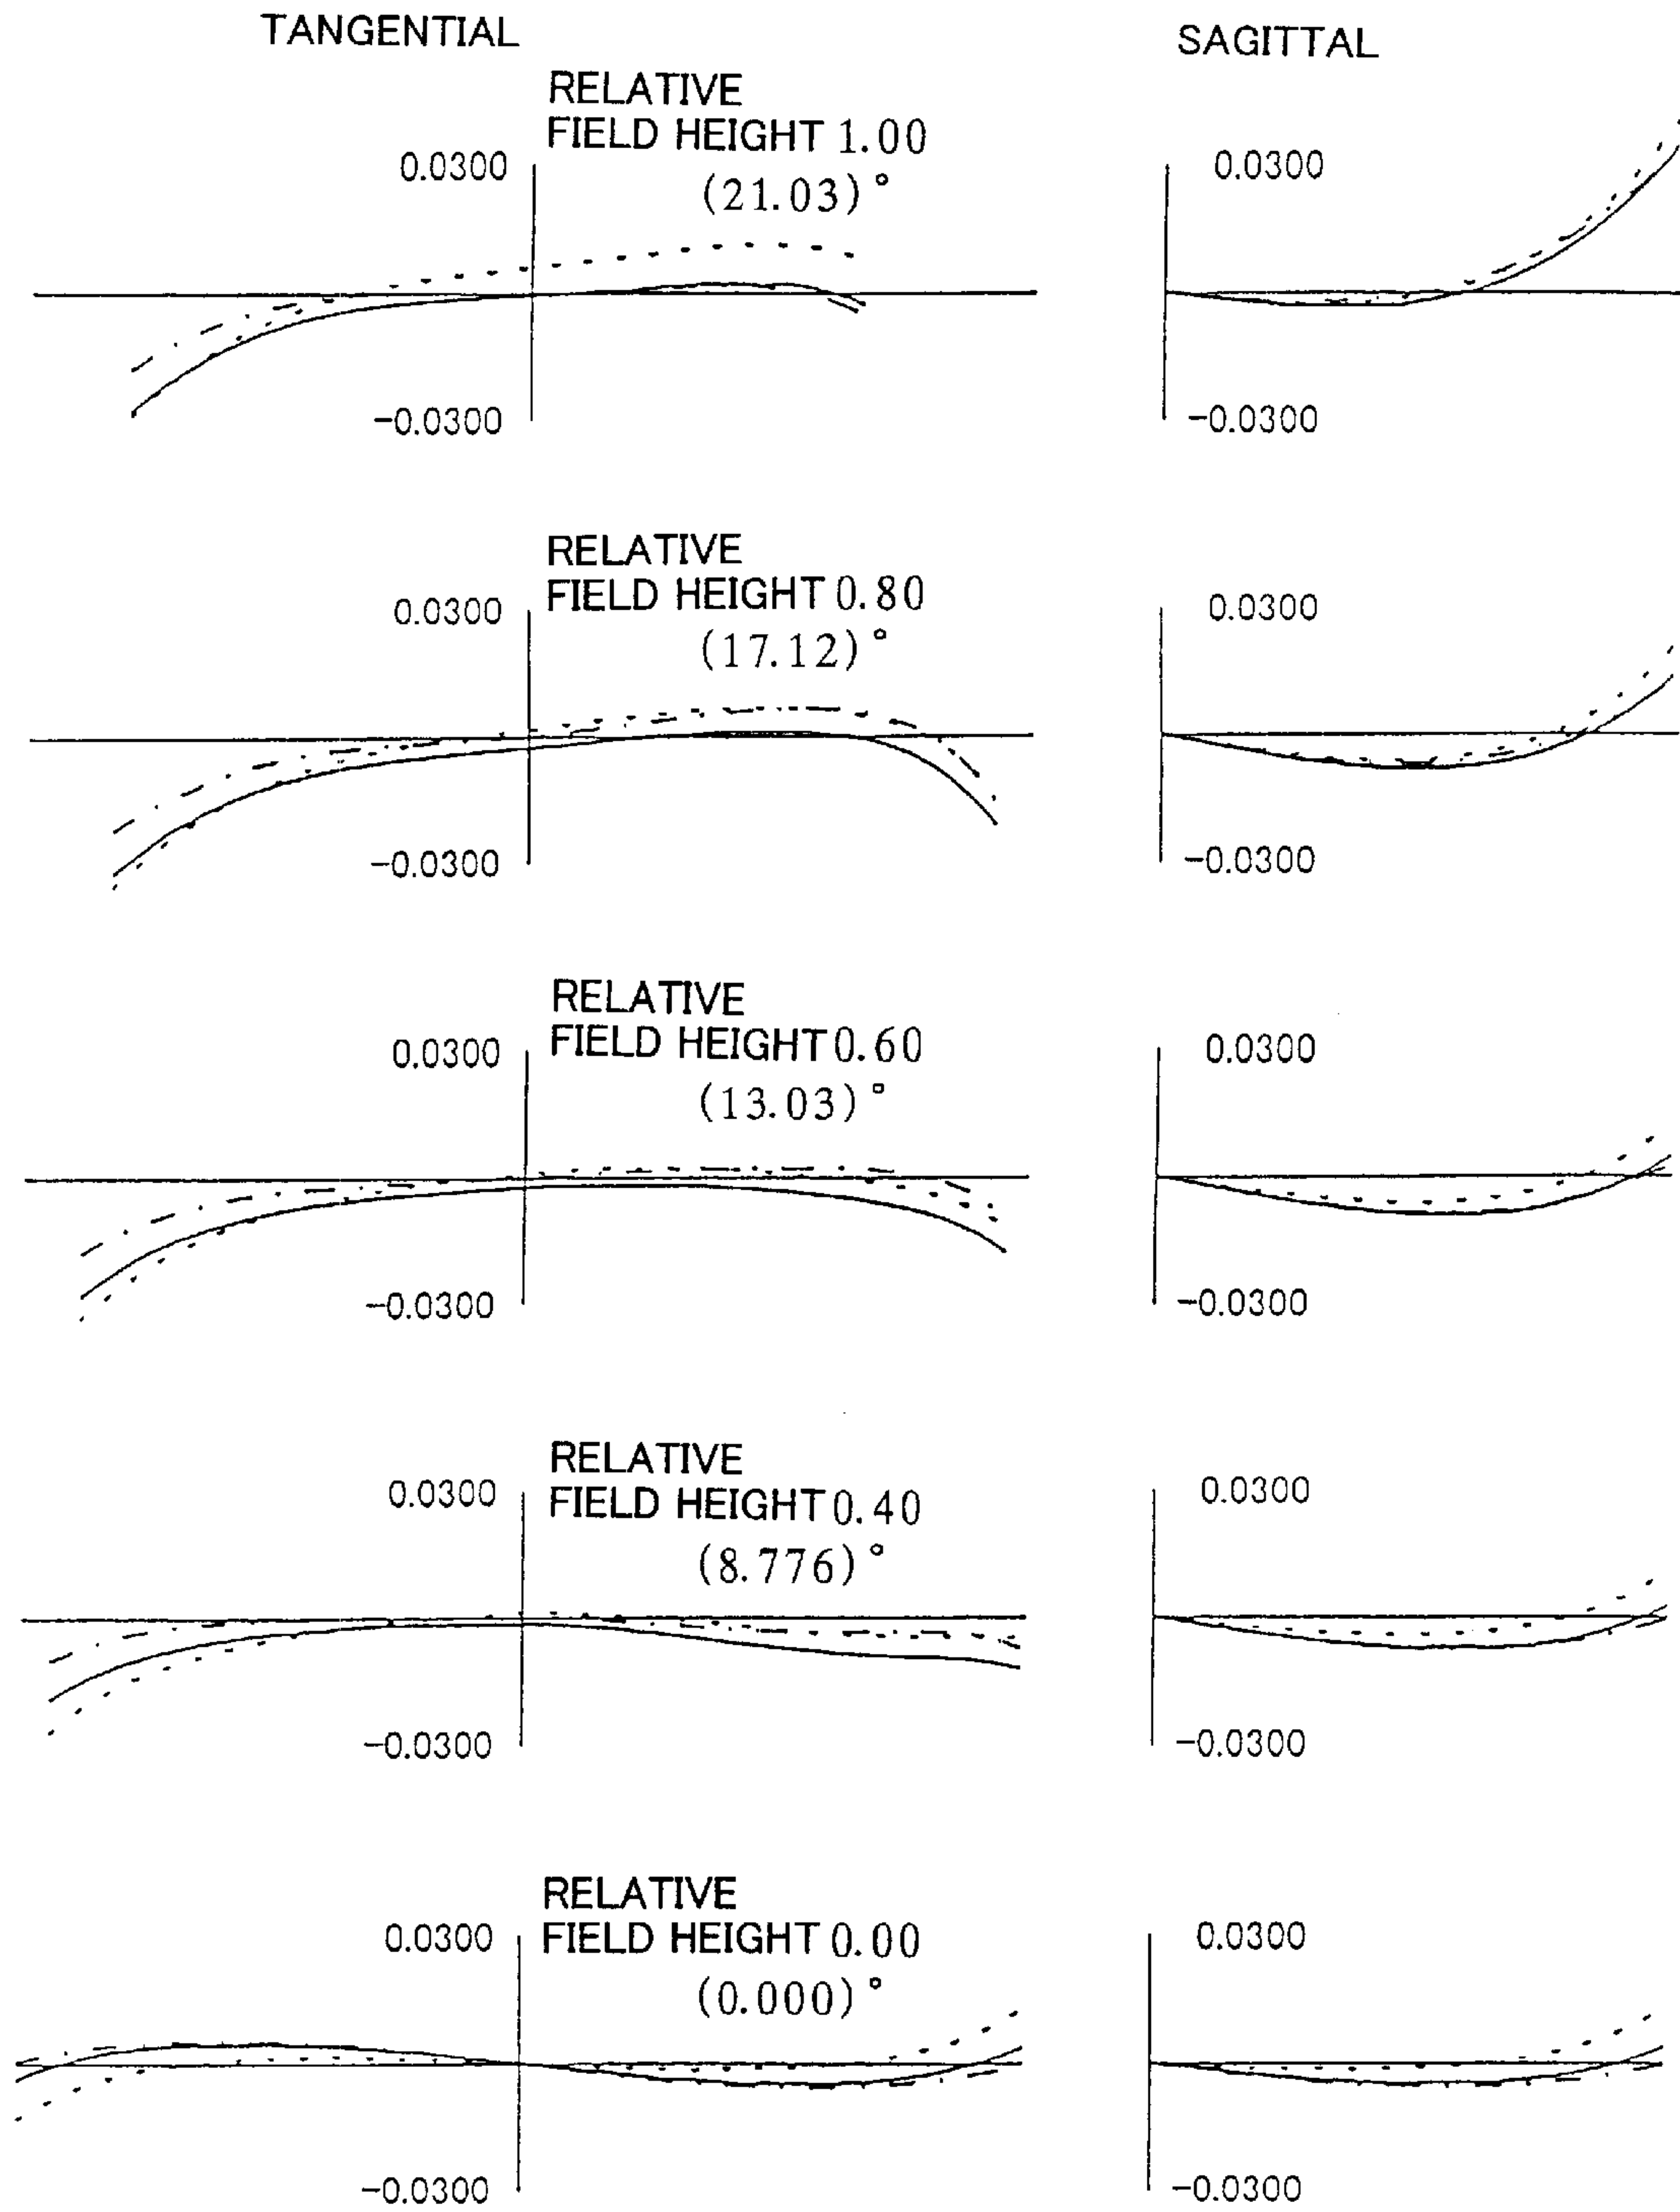 TANGENTIAL
SAGITTAL
RELATIVE
FIELD HEIGHT 1.00
(21.03)°
0.0300
-0.0300
0.0300
-0.0300
RELATIVE
FIELD HEIGHT 0.80
(17.12)°
0.0300
-0.0300
0.0300
-0.0300
RELATIVE
FIELD HEIGHT 0.60
(13.03)°
0.0300
-0.0300
0.0300
-0.0300
RELATIVE
FIELD HEIGHT 0.40
(8.776)°
0.0300
-0.0300
0.0300
-0.0300
RELATIVE
FIELD HEIGHT 0.00
(0.000)°
0.0300
-0.0300
0.0300
-0.0300